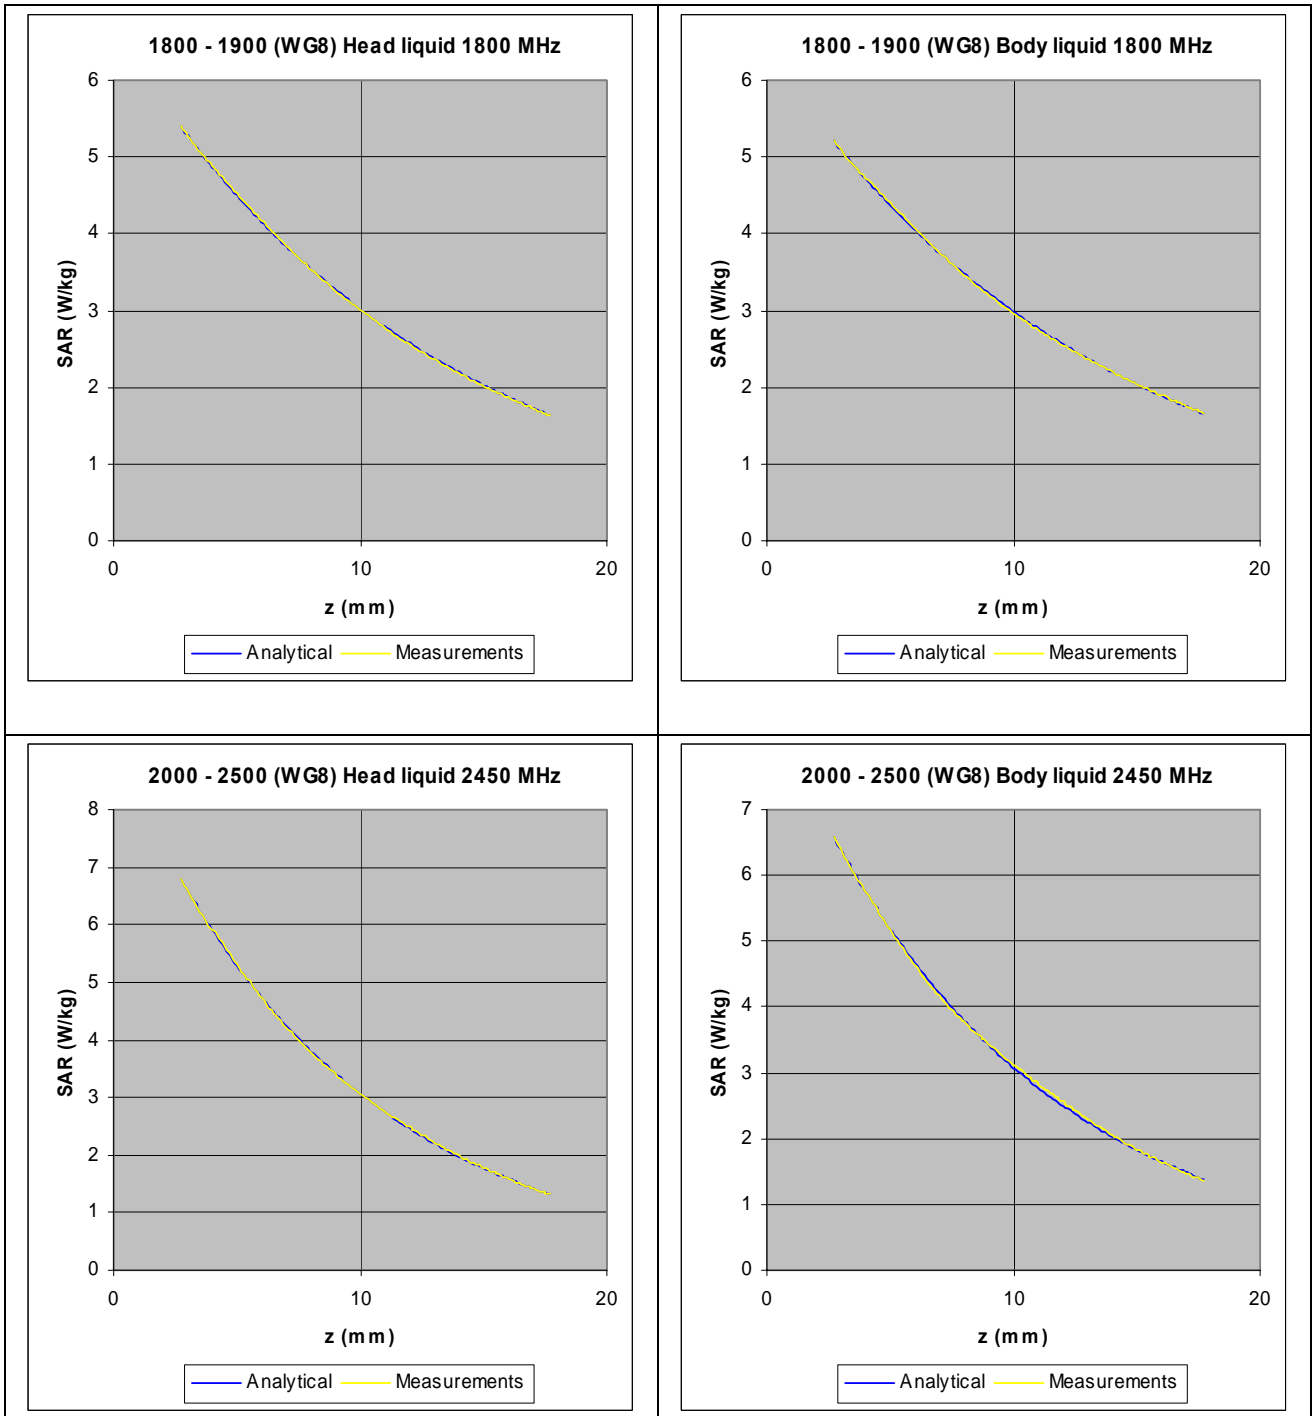 1800 - 1900 (WG8) Head liquid 1800 MHz
6
5
4
3
2
1
0
SAR (W/kg)
0 10 20
z (mm)
Analytical Measurements
1800 - 1900 (WG8) Body liquid 1800 MHz
6
5
4
3
2
1
0
SAR (W/kg)
0 10 20
z (mm)
Analytical Measurements
2000 - 2500 (WG8) Head liquid 2450 MHz
8
7
6
5
4
3
2
1
0
SAR (W/kg)
0 10 20
z (mm)
Analytical Measurements
2000 - 2500 (WG8) Body liquid 2450 MHz
7
6
5
4
3
2
1
0
SAR (W/kg)
0 10 20
z (mm)
Analytical Measurements